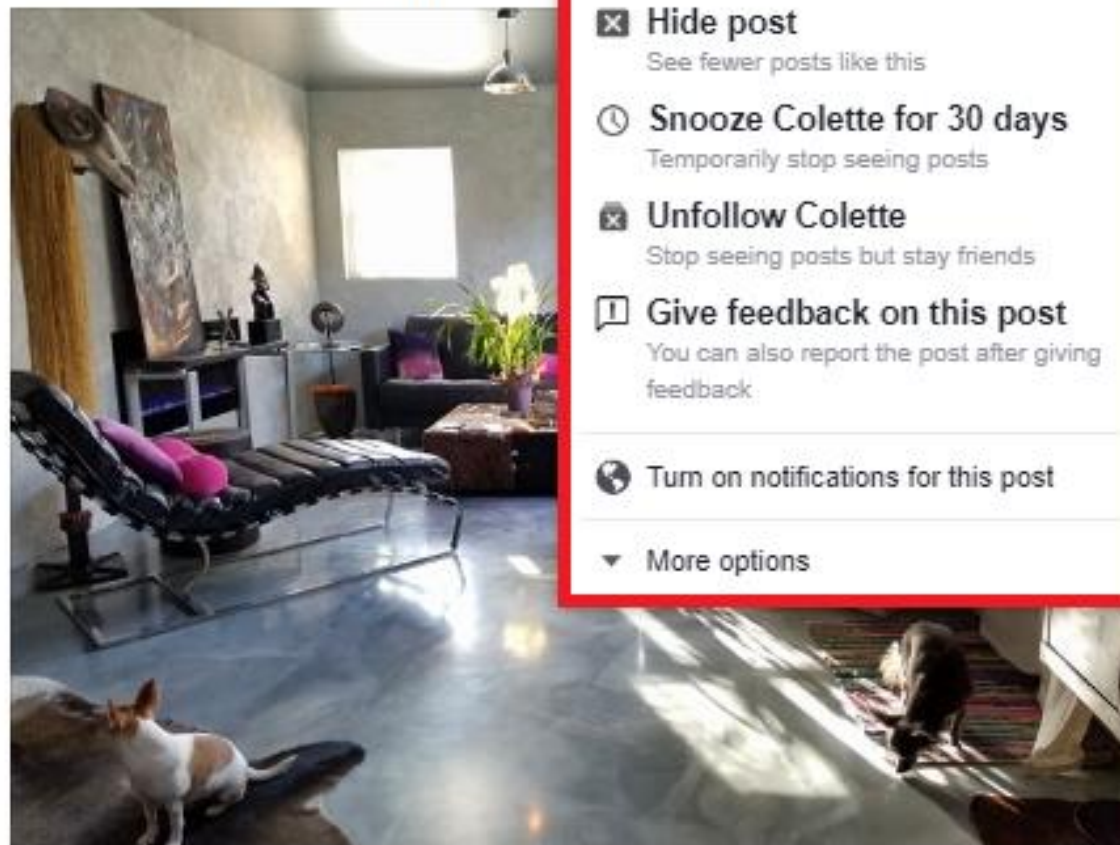 Hide post
See fewer posts like this
Snooze Colette for 30 days
Temporarily stop seeing posts
Unfollow Colette
Stop seeing posts but stay friends
Give feedback on this post
You can also report the post after giving
feedback
Turn on notifications for this post
More options